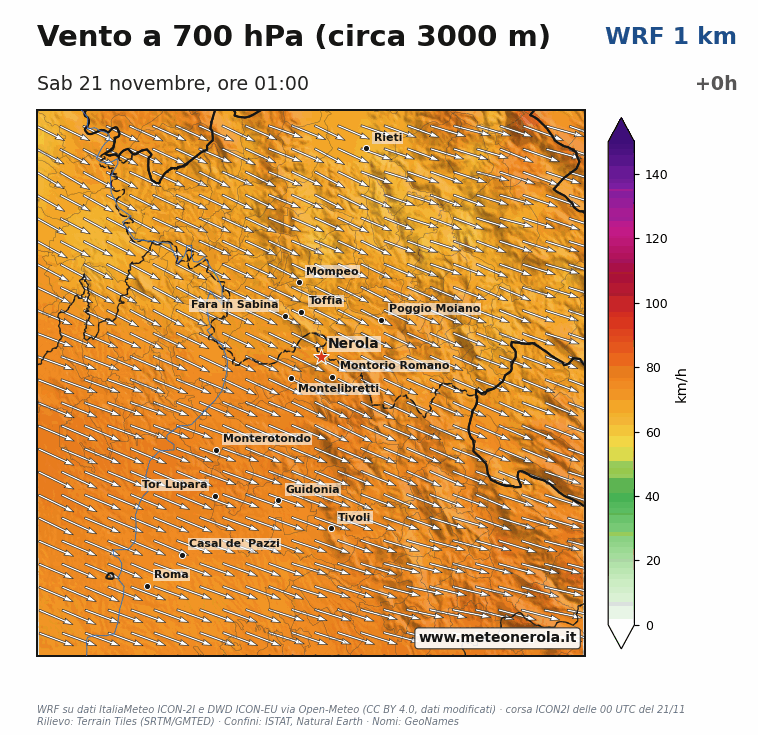 Vento a 700 hPa (circa 3000 m)
WRF 1 km
Sab 21 novembre, ore 01:00
+0h
Rieti
Mompeo
Fara in Sabina
Toffia
Poggio Moiano
Nerola
Montorio Romano
Montelibretti
Monterotondo
Tor Lupara
Guidonia
Tivoli
Casal de' Pazzi
Roma
www.meteonerola.it
140
120
100
80
60
40
20
0
km/h
WRF su dati ItaliaMeteo ICON-2I e DWD ICON-EU via Open-Meteo (CC BY 4.0, dati modificati) · corsa ICON2I delle 00 UTC del 21/11
Rilievo: Terrain Tiles (SRTM/GMTED) · Confini: ISTAT, Natural Earth · Nomi: GeoNames